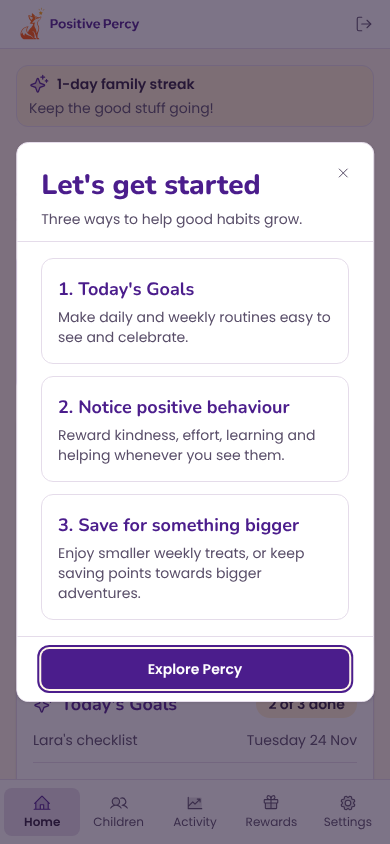 Positive Percy
1-day family streak
Keep the good stuff going!
Let's get started
Three ways to help good habits grow.
1. Today's Goals
Make daily and weekly routines easy to
see and celebrate.
2. Notice positive behaviour
Reward kindness, effort, learning and
helping whenever you see them.
3. Save for something bigger
Enjoy smaller weekly treats, or keep
saving points towards bigger
adventures.
Explore Percy
Today's Goals 2 of 3 done
Lara's checklist Tuesday 24 Nov
Home Children Activity Rewards Settings